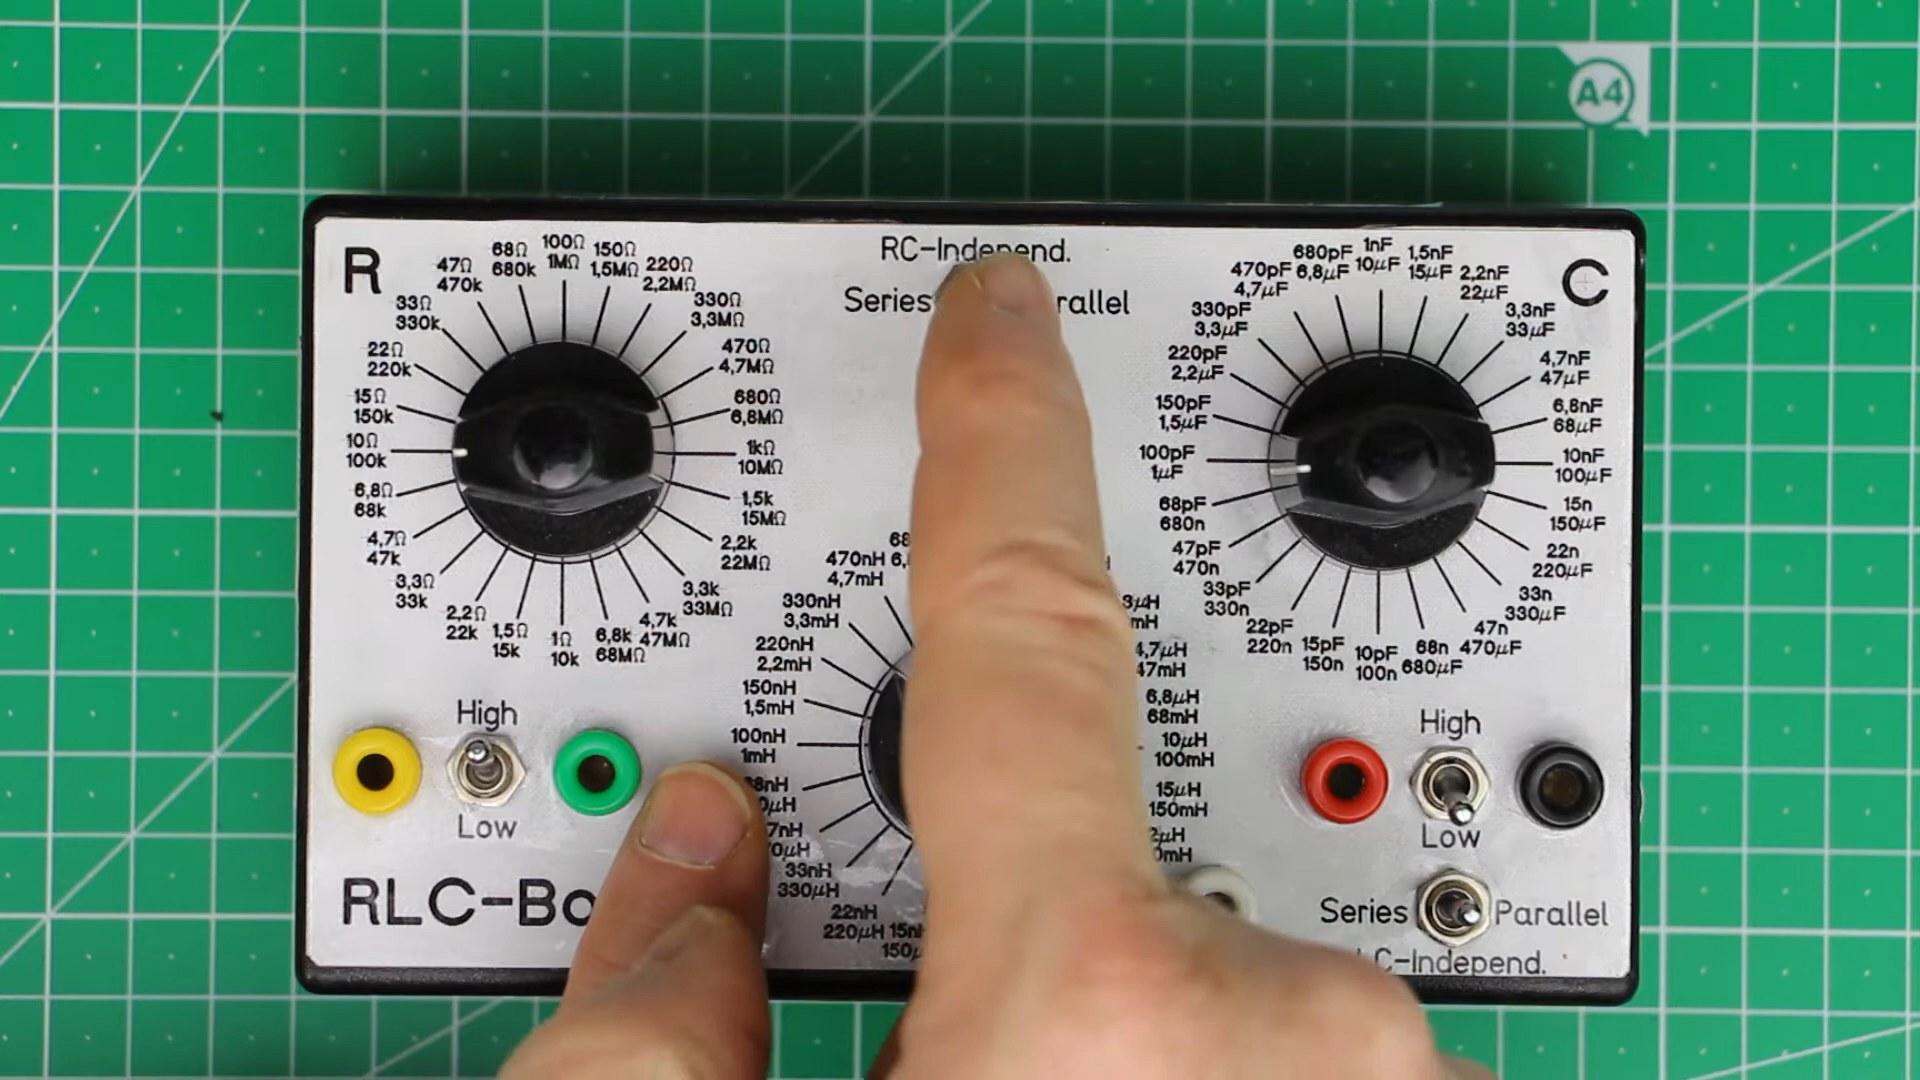 A4
R
RC-Independ.
Series
rallel
C
100Ω
1MΩ
150Ω
1,5MΩ
220Ω
2,2MΩ
330Ω
3,3MΩ
470Ω
4,7MΩ
680Ω
6,8MΩ
1kΩ
10MΩ
1,5k
15MΩ
2,2k
22MΩ
3,3k
33MΩ
4,7k
47MΩ
6,8k
68MΩ
1Ω
10k
1,5Ω
15k
2,2Ω
22k
3,3Ω
33k
4,7Ω
47k
6,8Ω
68k
10Ω
100k
15Ω
150k
22Ω
220k
33Ω
330k
47Ω
470k
68Ω
680k
1nF
10µF
1,5nF
15µF
2,2nF
22µF
3,3nF
33µF
4,7nF
47µF
6,8nF
68µF
10nF
100µF
15n
150µF
22n
220µF
33n
330µF
47n
470µF
68n
680µF
10pF
100n
15pF
150n
22pF
220n
33pF
330n
47pF
470n
68pF
680n
100pF
1µF
150pF
1,5µF
220pF
2,2µF
330pF
3,3µF
470pF
4,7µF
680pF
6,8µF
470nH
4,7mH
330nH
3,3mH
220nH
2,2mH
150nH
1,5mH
100nH
1mH
33nH
330µH
22nH
220µH
4,7µH
47mH
6,8µH
68mH
10µH
100mH
15µH
150mH
High
Low
High
Low
RLC-Bo
Series
Parallel
C-Independ.